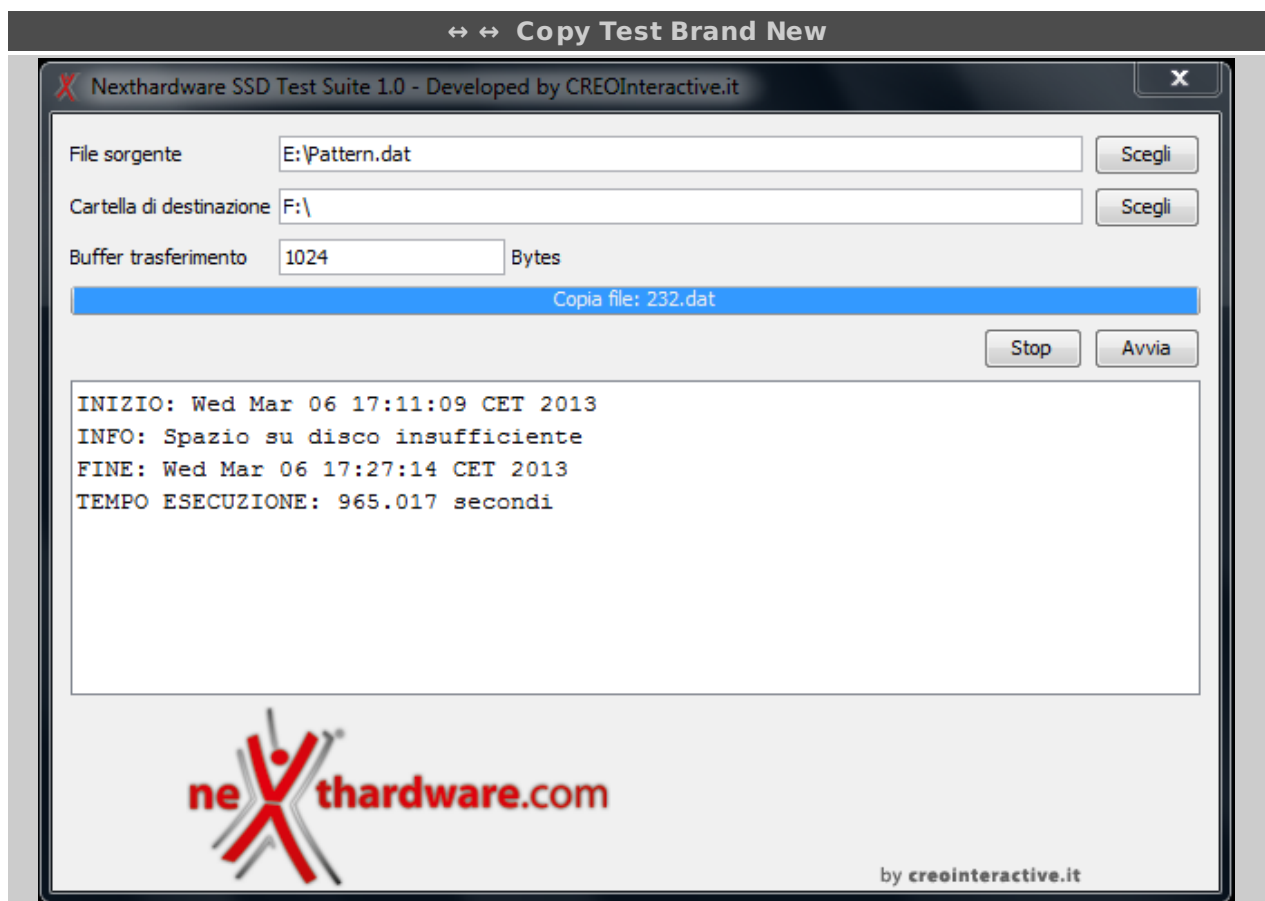 ↔ ↔ Copy Test Brand New
Nexthardware SSD Test Suite 1.0 - Developed by CREOInteractive.it
x
File sorgente E:\Pattern.dat Scegli
Cartella di destinazione F:\ Scegli
Buffer trasferimento 1024 Bytes
Copia file: 232.dat
Stop Avvia
INIZIO: Wed Mar 06 17:11:09 CET 2013
INFO: Spazio su disco insufficiente
FINE: Wed Mar 06 17:27:14 CET 2013
TEMPO ESECUZIONE: 965.017 secondi
nexthardware.com
by creointeractive.it